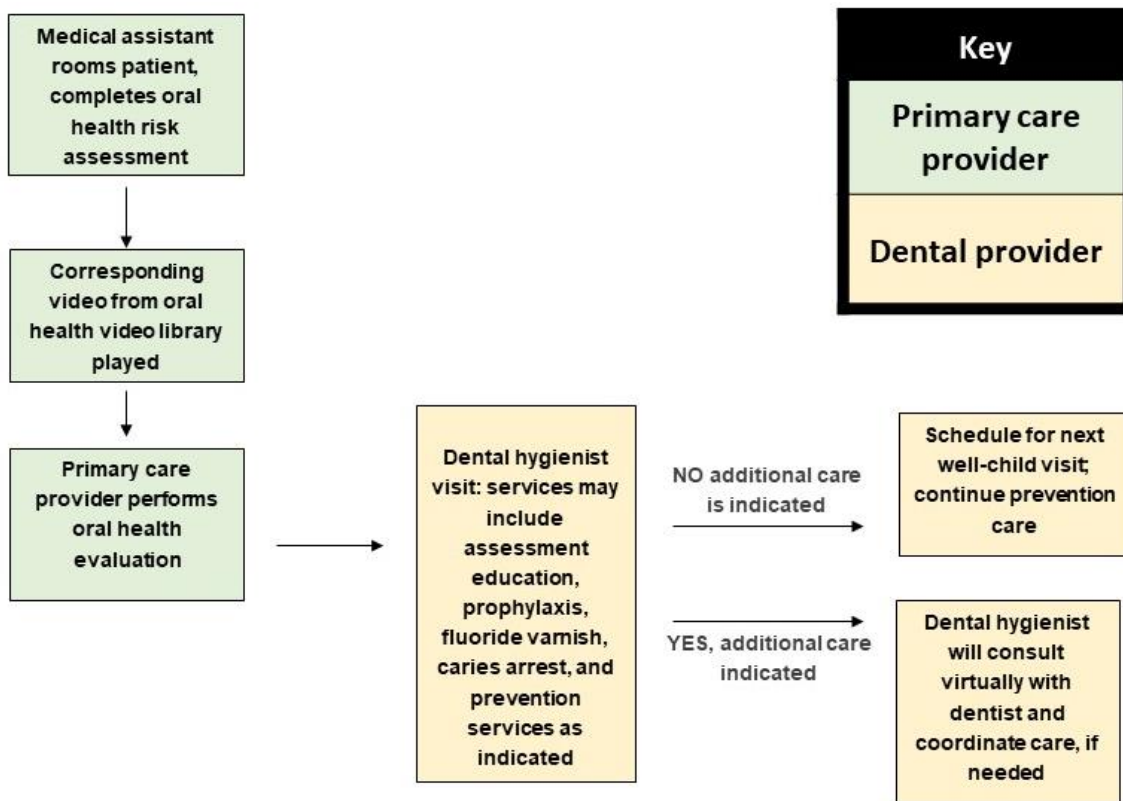 Medical assistant
rooms patient,
completes oral
health risk
assessment
Key
Primary care
provider
Dental provider
Corresponding
video from oral
health video library
played
Primary care
provider performs
oral health
evaluation
Dental hygienist
visit: services may
include
assessment
education,
prophylaxis,
fluoride varnish,
caries arrest, and
prevention
services as
indicated
NO additional care
is indicated
Schedule for next
well-child visit;
continue prevention
care
YES, additional care
indicated
Dental hygienist
will consult
virtually with
dentist and
coordinate care, if
needed